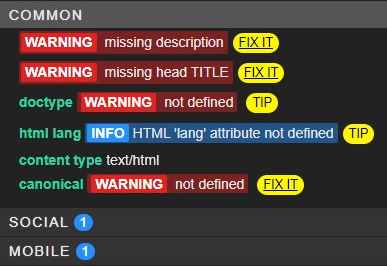 COMMON
WARNING missing description FIX IT
WARNING missing head TITLE FIX IT
doctype WARNING not defined TIP
html lang INFO HTML 'lang' attribute not defined TIP
content type text/html
canonical WARNING not defined FIX IT
SOCIAL 1
MOBILE 1